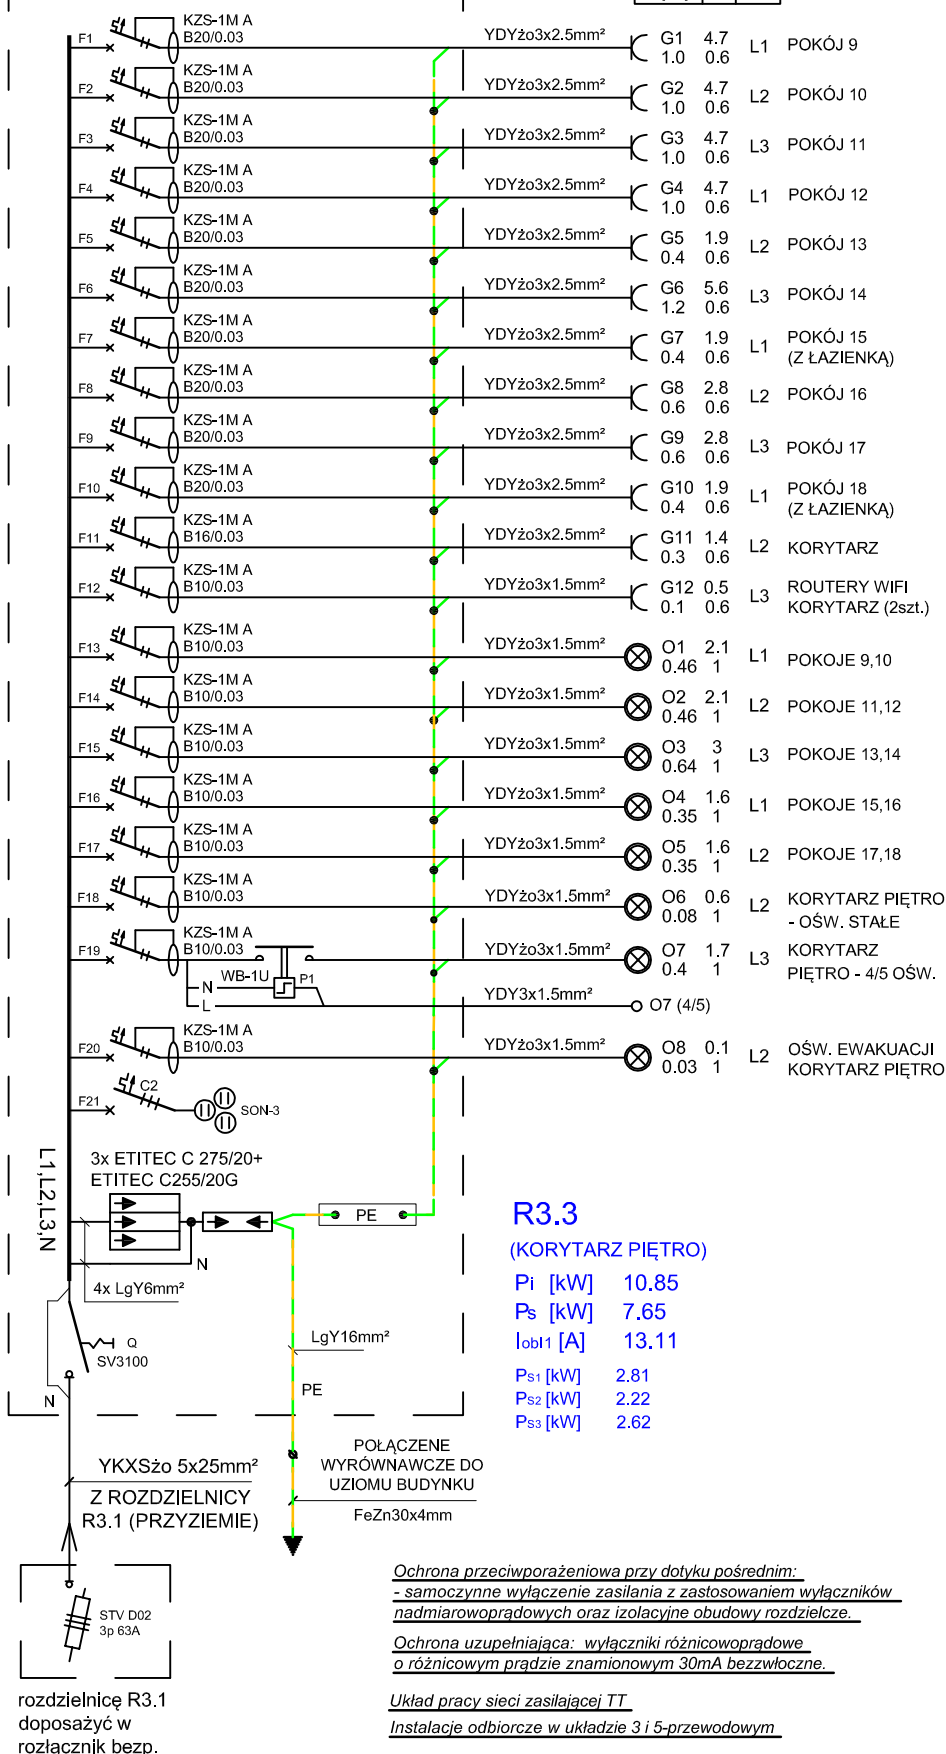 F1 KZS-1M A B20/0.03 YDYżo3x2.5mm² G1 4.7 1.0 0.6 L1 POKÓJ 9
F2 KZS-1M A B20/0.03 YDYżo3x2.5mm² G2 4.7 1.0 0.6 L2 POKÓJ 10
F3 KZS-1M A B20/0.03 YDYżo3x2.5mm² G3 4.7 1.0 0.6 L3 POKÓJ 11
F4 KZS-1M A B20/0.03 YDYżo3x2.5mm² G4 4.7 1.0 0.6 L1 POKÓJ 12
F5 KZS-1M A B20/0.03 YDYżo3x2.5mm² G5 1.9 0.4 0.6 L2 POKÓJ 13
F6 KZS-1M A B20/0.03 YDYżo3x2.5mm² G6 5.6 1.2 0.6 L3 POKÓJ 14
F7 KZS-1M A B20/0.03 YDYżo3x2.5mm² G7 1.9 0.4 0.6 L1 POKÓJ 15 (Z ŁAZIENKĄ)
F8 KZS-1M A B20/0.03 YDYżo3x2.5mm² G8 2.8 0.6 0.6 L2 POKÓJ 16
F9 KZS-1M A B20/0.03 YDYżo3x2.5mm² G9 2.8 0.6 0.6 L3 POKÓJ 17
F10 KZS-1M A B20/0.03 YDYżo3x2.5mm² G10 1.9 0.4 0.6 L1 POKÓJ 18 (Z ŁAZIENKĄ)
F11 KZS-1M A B16/0.03 YDYżo3x2.5mm² G11 1.4 0.3 0.6 L2 KORYTARZ
F12 KZS-1M A B10/0.03 YDYżo3x1.5mm² G12 0.5 0.1 0.6 L3 ROUTERY WIFI KORYTARZ (2szt.)
F13 KZS-1M A B10/0.03 YDYżo3x1.5mm² O1 2.1 0.46 1 L1 POKOJE 9,10
F14 KZS-1M A B10/0.03 YDYżo3x1.5mm² O2 2.1 0.46 1 L2 POKOJE 11,12
F15 KZS-1M A B10/0.03 YDYżo3x1.5mm² O3 3 0.64 1 L3 POKOJE 13,14
F16 KZS-1M A B10/0.03 YDYżo3x1.5mm² O4 1.6 0.35 1 L1 POKOJE 15,16
F17 KZS-1M A B10/0.03 YDYżo3x1.5mm² O5 1.6 0.35 1 L2 POKOJE 17,18
F18 KZS-1M A B10/0.03 YDYżo3x1.5mm² O6 0.6 0.08 1 L2 KORYTARZ PIĘTRO - OŚW. STAŁE
F19 KZS-1M A B10/0.03 YDYżo3x1.5mm² O7 1.7 0.4 1 L3 KORYTARZ PIĘTRO - 4/5 OŚW.
WB-1U P1
N
L YDY3x1.5mm² O7 (4/5)
F20 KZS-1M A B10/0.03 YDYżo3x1.5mm² O8 0.1 0.03 1 L2 OŚW. EWAKUACJI KORYTARZ PIĘTRO
F21 C2 SON-3
L1,L2,L3,N
3x ETITEC C 275/20+
ETITEC C255/20G
PE
N
4x LgY6mm²
Q
SV3100
N
LgY16mm²
PE
R3.3
(KORYTARZ PIĘTRO)
Pi [kW] 10.85
Ps [kW] 7.65
Iobl1 [A] 13.11
Ps1 [kW] 2.81
Ps2 [kW] 2.22
Ps3 [kW] 2.62
YKXSżo 5x25mm²
Z ROZDZIELNICY
R3.1 (PRZYZIEMIE)
POŁĄCZENE
WYRÓWNAWCZE DO
UZIOMU BUDYNKU
FeZn30x4mm
STV D02
3p 63A
rozdzielnicę R3.1
doposażyć w
rozłącznik bezp.
Ochrona przeciwporażeniowa przy dotyku pośrednim:
- samoczynne wyłączenie zasilania z zastosowaniem wyłączników
nadmiarowoprądowych oraz izolacyjne obudowy rozdzielcze.
Ochrona uzupełniająca: wyłączniki różnicowoprądowe
o różnicowym prądzie znamionowym 30mA bezzwłoczne.
Układ pracy sieci zasilającej TT
Instalacje odbiorcze w układzie 3 i 5-przewodowym